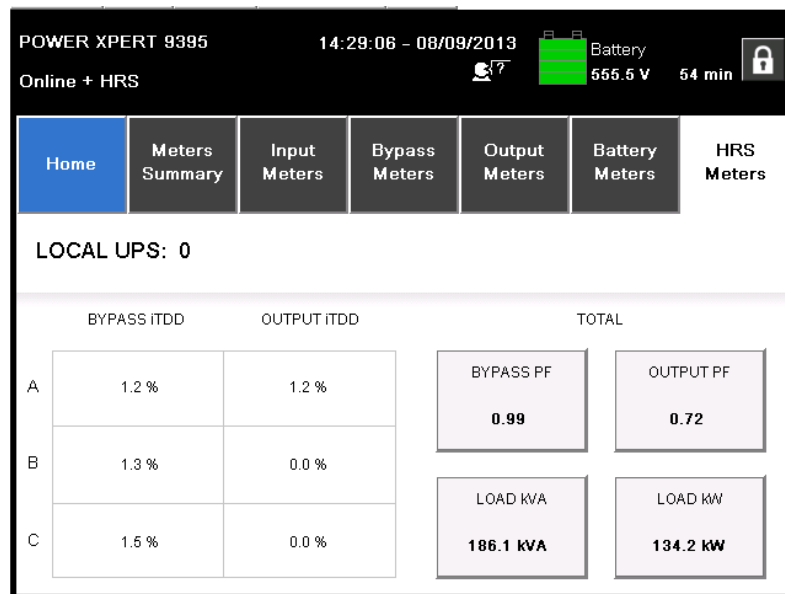 POWER XPERT 9395 14:29:06 - 08/09/2013
Battery
Online + HRS ? 555.5 V 54 min
Home Meters Summary Input Meters Bypass Meters Output Meters Battery Meters HRS Meters
LOCAL UPS: 0
BYPASS iTDD OUTPUT iTDD TOTAL
A 1.2 % 1.2 %
B 1.3 % 0.0 %
C 1.5 % 0.0 %
BYPASS PF
0.99
OUTPUT PF
0.72
LOAD kVA
186.1 kVA
LOAD kW
134.2 kW